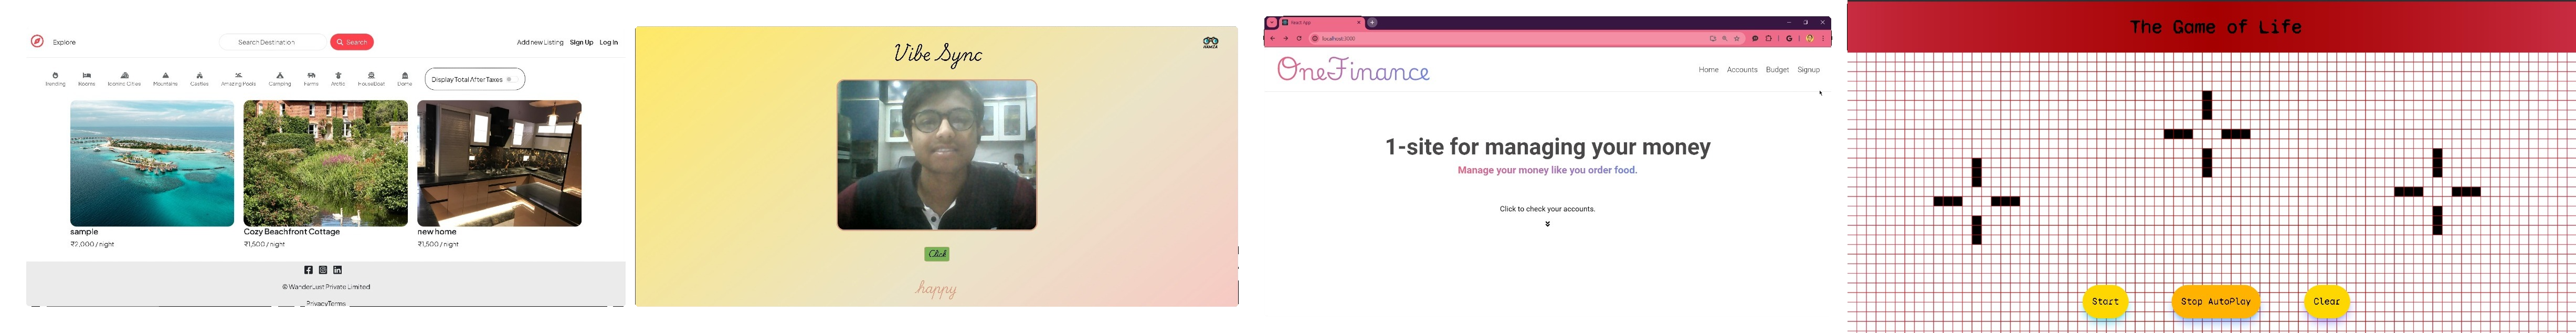 Explore
Search Destination
Search
Add new Listing Sign Up Log in
Trending Rooms Iconic Cities Mountains Castles Amazing Pools Camping Farms Arctic HouseBoat Dome
Display Total After Taxes
sample
₹2,000 / night
Cozy Beachfront Cottage
₹1,500 / night
new home
₹1,500 / night
© WanderLust Private Limited
PrivacyTerms
Vibe Sync
HAMZA
Click
happy
React App
localhost:3000
OneFinance
Home Accounts Budget Signup
1-site for managing your money
Manage your money like you order food.
Click to check your accounts.
The Game of Life
Start
Stop AutoPlay
Clear